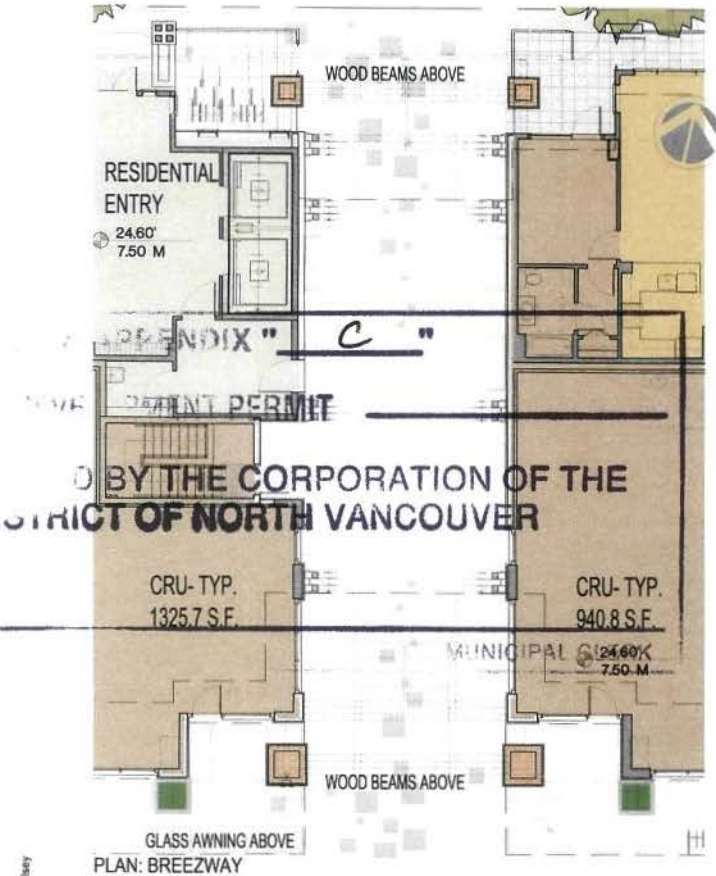 WOOD BEAMS ABOVE
RESIDENTIAL
ENTRY
24.60'
7.50 M
APPENDIX " C "
PERMIT
BY THE CORPORATION OF THE
OF NORTH VANCOUVER
CRU- TYP.
1325.7 S.F.
CRU- TYP.
940.8 S.F.
MUNICIPAL
24.60'
7.50 M
WOOD BEAMS ABOVE
GLASS AWNING ABOVE
PLAN: BREEZWAY